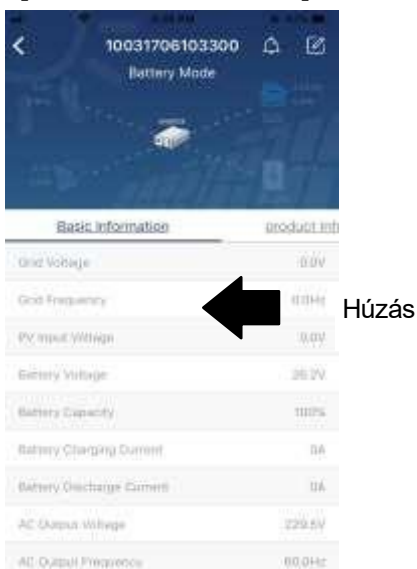 10031706103300
Battery Mode
Basic Information product inf
Grid Voltage 0.0V
Grid Frequency 0.0Hz
Húzás
PV Input Voltage 0.0V
Battery Voltage 26.2V
Battery Capacity 100%
Battery Charging Current 0A
Battery Discharge Current 0A
AC Output Voltage 229.5V
AC Output Frequency 60.0Hz